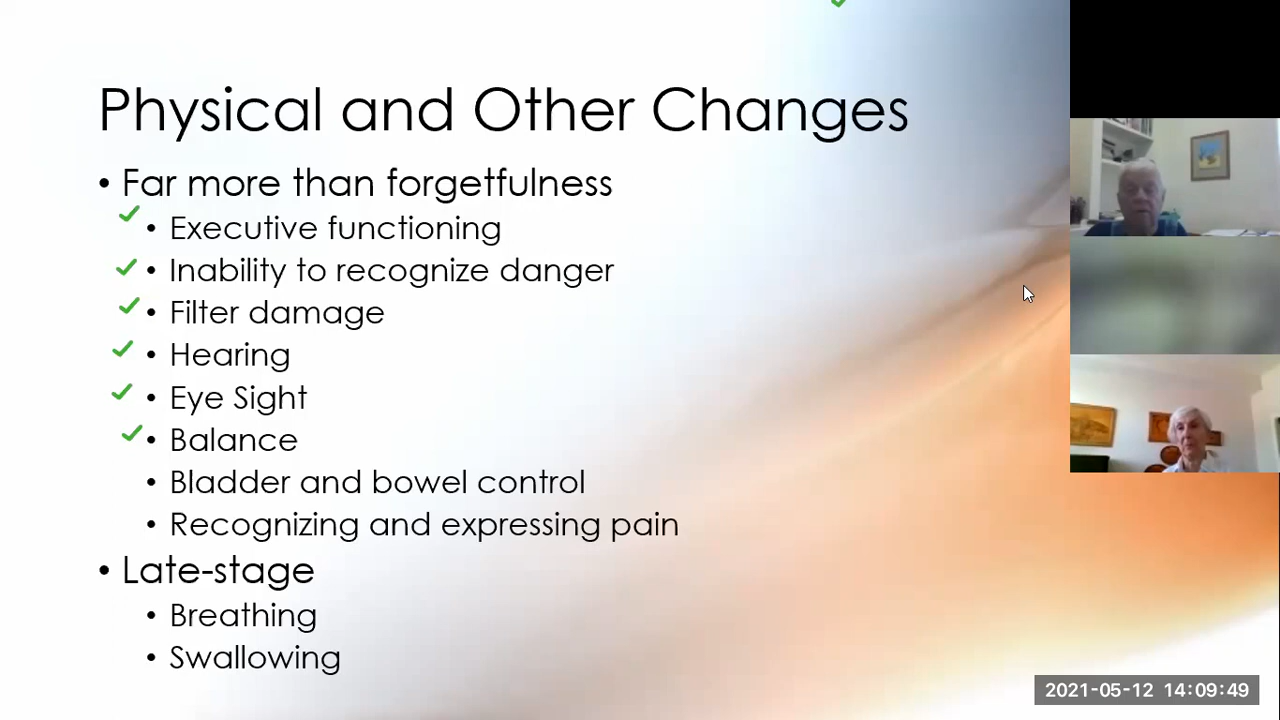 Physical and Other Changes
• Far more than forgetfulness
• Executive functioning
• Inability to recognize danger
• Filter damage
• Hearing
• Eye Sight
• Balance
• Bladder and bowel control
• Recognizing and expressing pain
• Late-stage
• Breathing
• Swallowing
2021-05-12 14:09:49